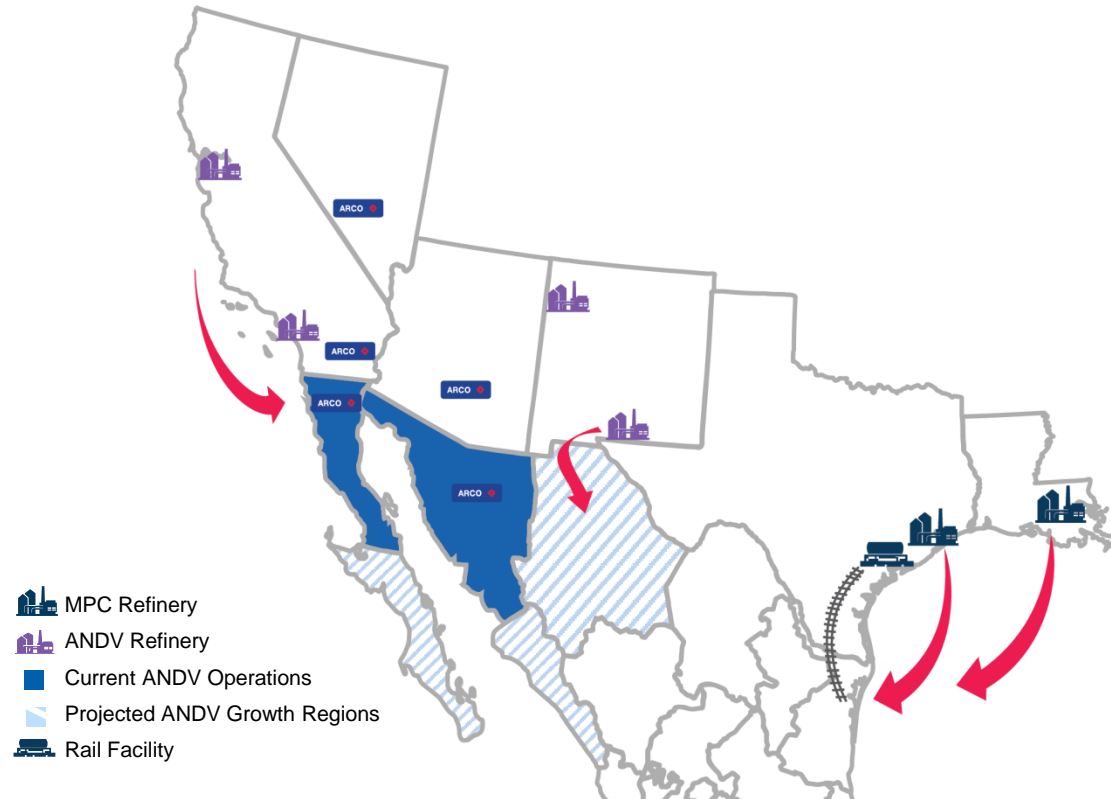 ARCO
ARCO
ARCO
ARCO
ARCO
MPC Refinery
ANDV Refinery
Current ANDV Operations
Projected ANDV Growth Regions
Rail Facility